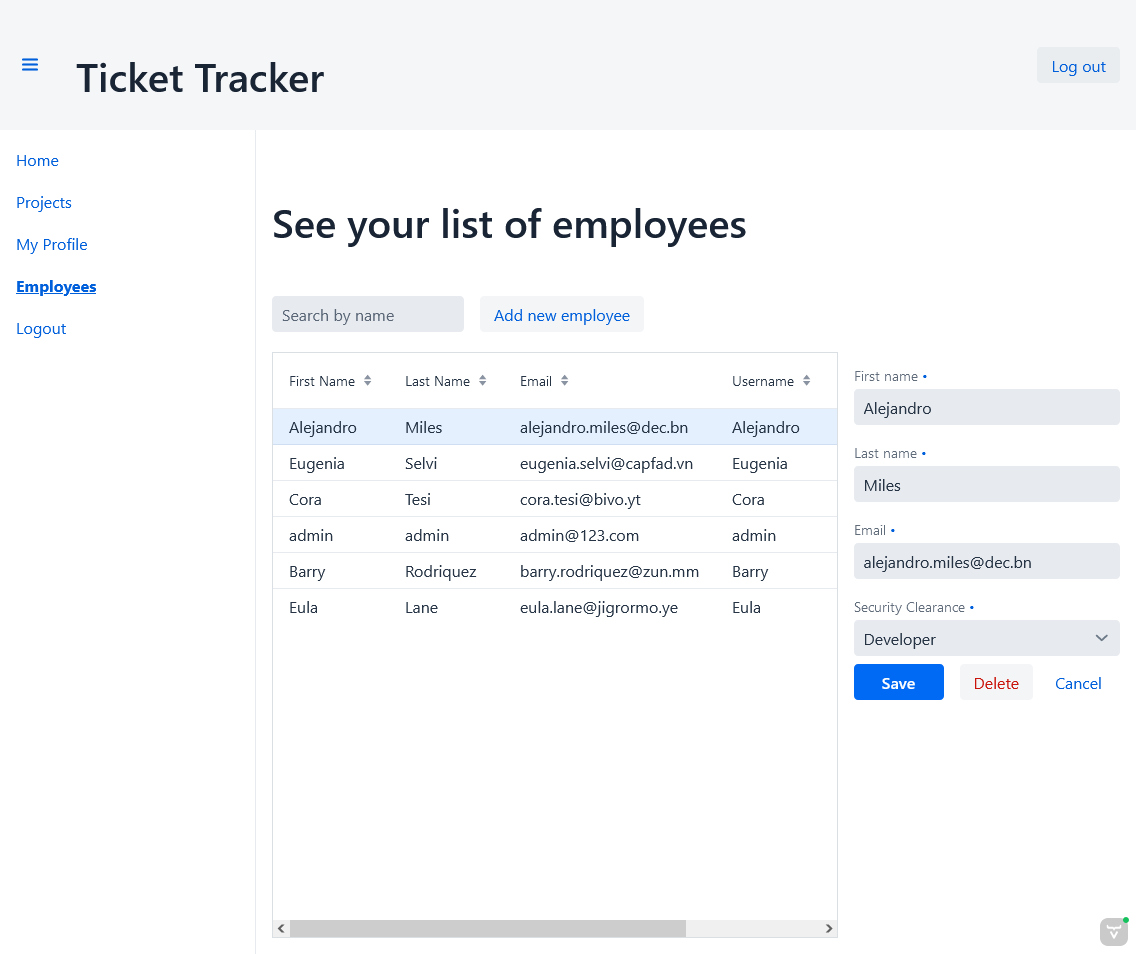 Ticket Tracker
Log out
Home
Projects
My Profile
Employees
Logout
See your list of employees
Search by name
Add new employee
First Name Last Name Email Username
Alejandro Miles alejandro.miles@dec.bn Alejandro
Eugenia Selvi eugenia.selvi@capfad.vn Eugenia
Cora Tesi cora.tesi@bivo.yt Cora
admin admin admin@123.com admin
Barry Rodriquez barry.rodriquez@zun.mm Barry
Eula Lane eula.lane@jigrormo.ye Eula
First name •
Alejandro
Last name •
Miles
Email •
alejandro.miles@dec.bn
Security Clearance •
Developer
Save Delete Cancel